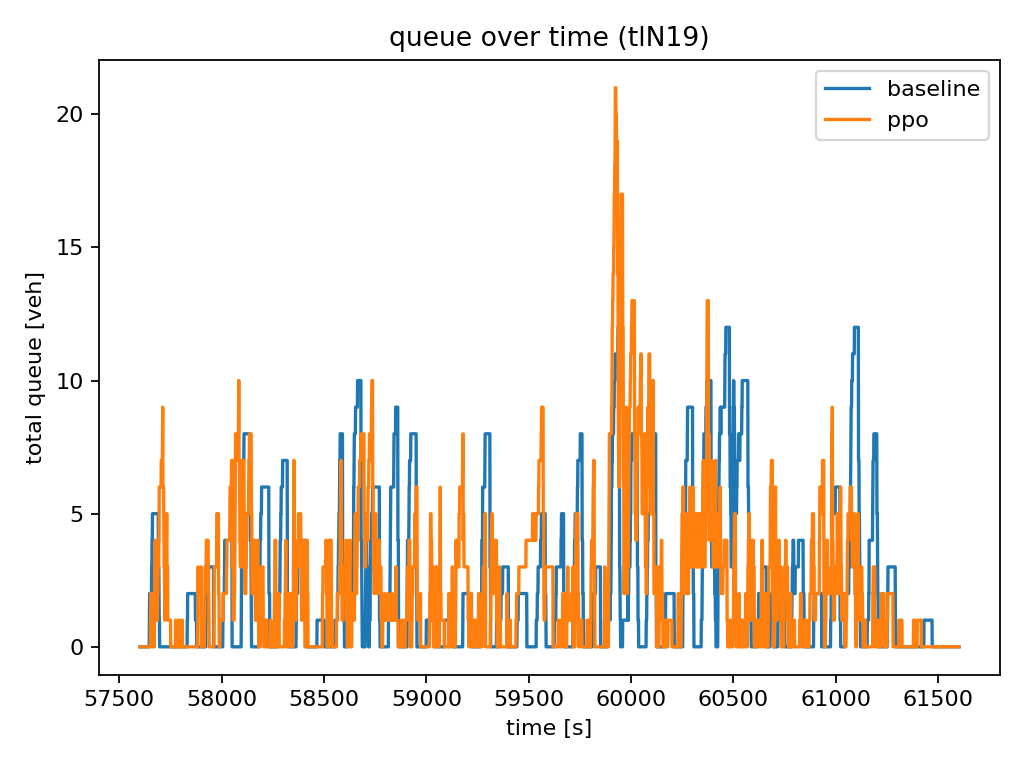 queue over time (tlN19)
baseline
ppo
total queue [veh]
20
15
10
5
0
57500 58000 58500 59000 59500 60000 60500 61000 61500
time [s]